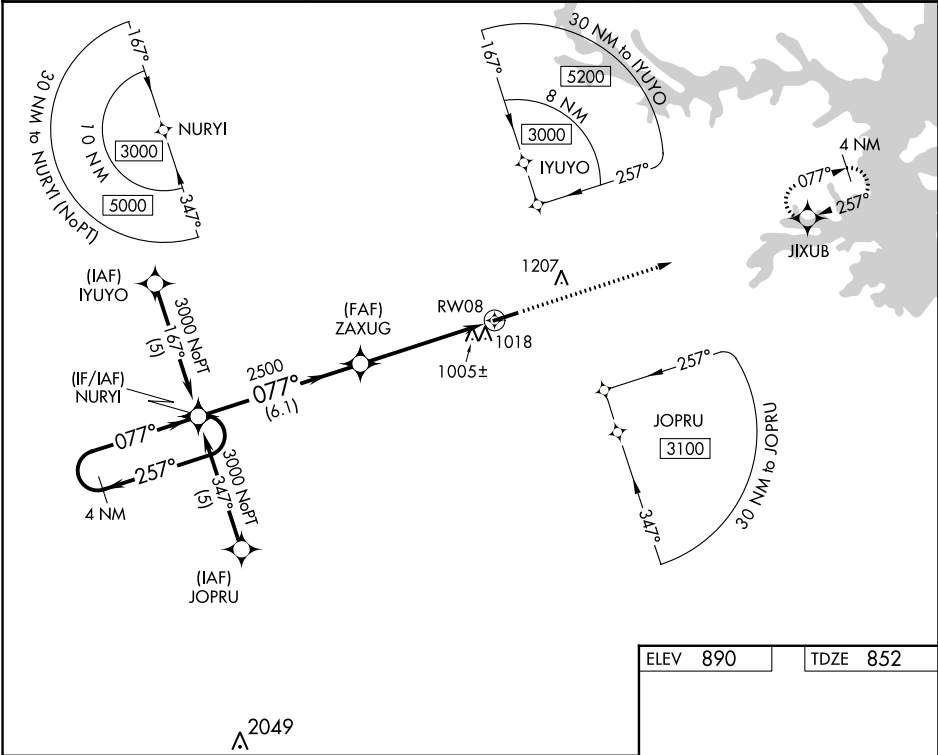 167°
30 NM to NURYI (NoPT)
10 NM
3000
5000
NURYI
347°
30 NM to IYUYO
167°
5200
8 NM
3000
IYUYO
257°
4 NM
077°
257°
JIXUB
(IAF)
IYUYO
3000 NoPT
167°
(5)
(FAF)
ZAXUG
RW08
1207
1018
1005±
(IF/IAF)
NURYI
2500
077°
(6.1)
077°
257°
4 NM
3000 NoPT
347°
(5)
(IAF)
JOPRU
257°
JOPRU
3100
30 NM to JOPRU
347°
ELEV 890
TDZE 852
2049